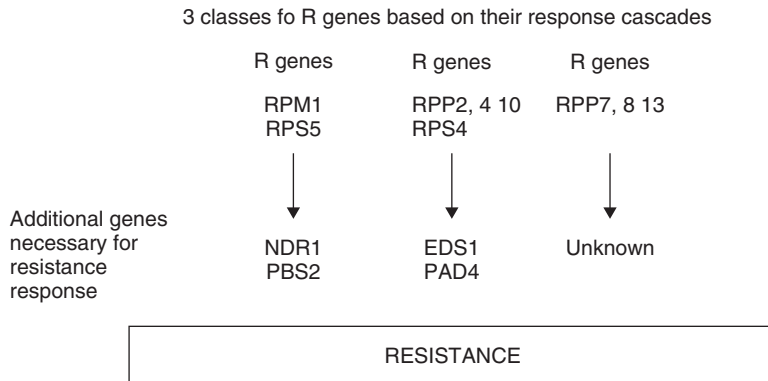 3 classes fo R genes based on their response cascades
R genes R genes R genes
RPM1 RPP2, 4 10 RPP7, 8 13
RPS5 RPS4
Additional genes
necessary for
resistance
response
NDR1 EDS1 Unknown
PBS2 PAD4
RESISTANCE